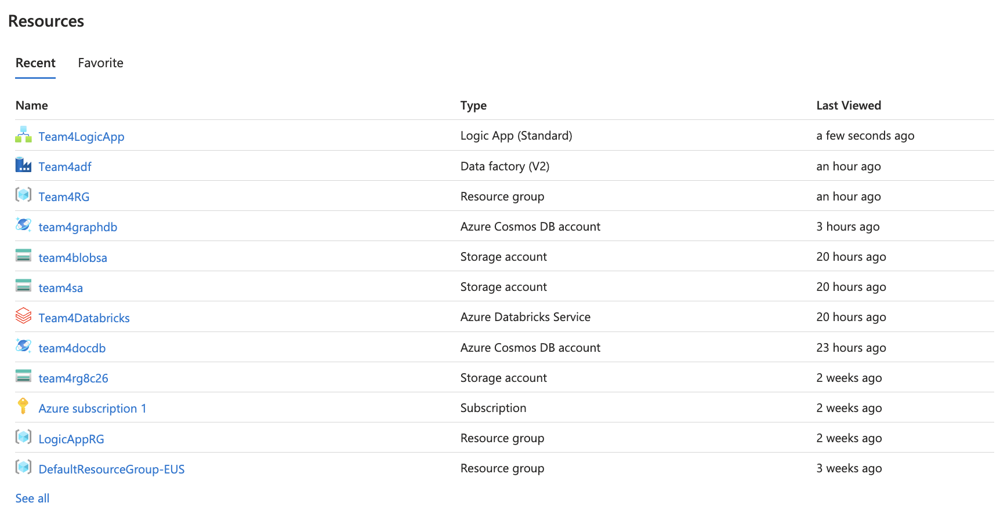 Resources
Recent Favorite
Name Type Last Viewed
Team4LogicApp Logic App (Standard) a few seconds ago
Team4adf Data factory (V2) an hour ago
Team4RG Resource group an hour ago
team4graphdb Azure Cosmos DB account 3 hours ago
team4blobsa Storage account 20 hours ago
team4sa Storage account 20 hours ago
Team4Databricks Azure Databricks Service 20 hours ago
team4docdb Azure Cosmos DB account 23 hours ago
team4rg8c26 Storage account 2 weeks ago
Azure subscription 1 Subscription 2 weeks ago
LogicAppRG Resource group 2 weeks ago
DefaultResourceGroup-EUS Resource group 3 weeks ago
See all